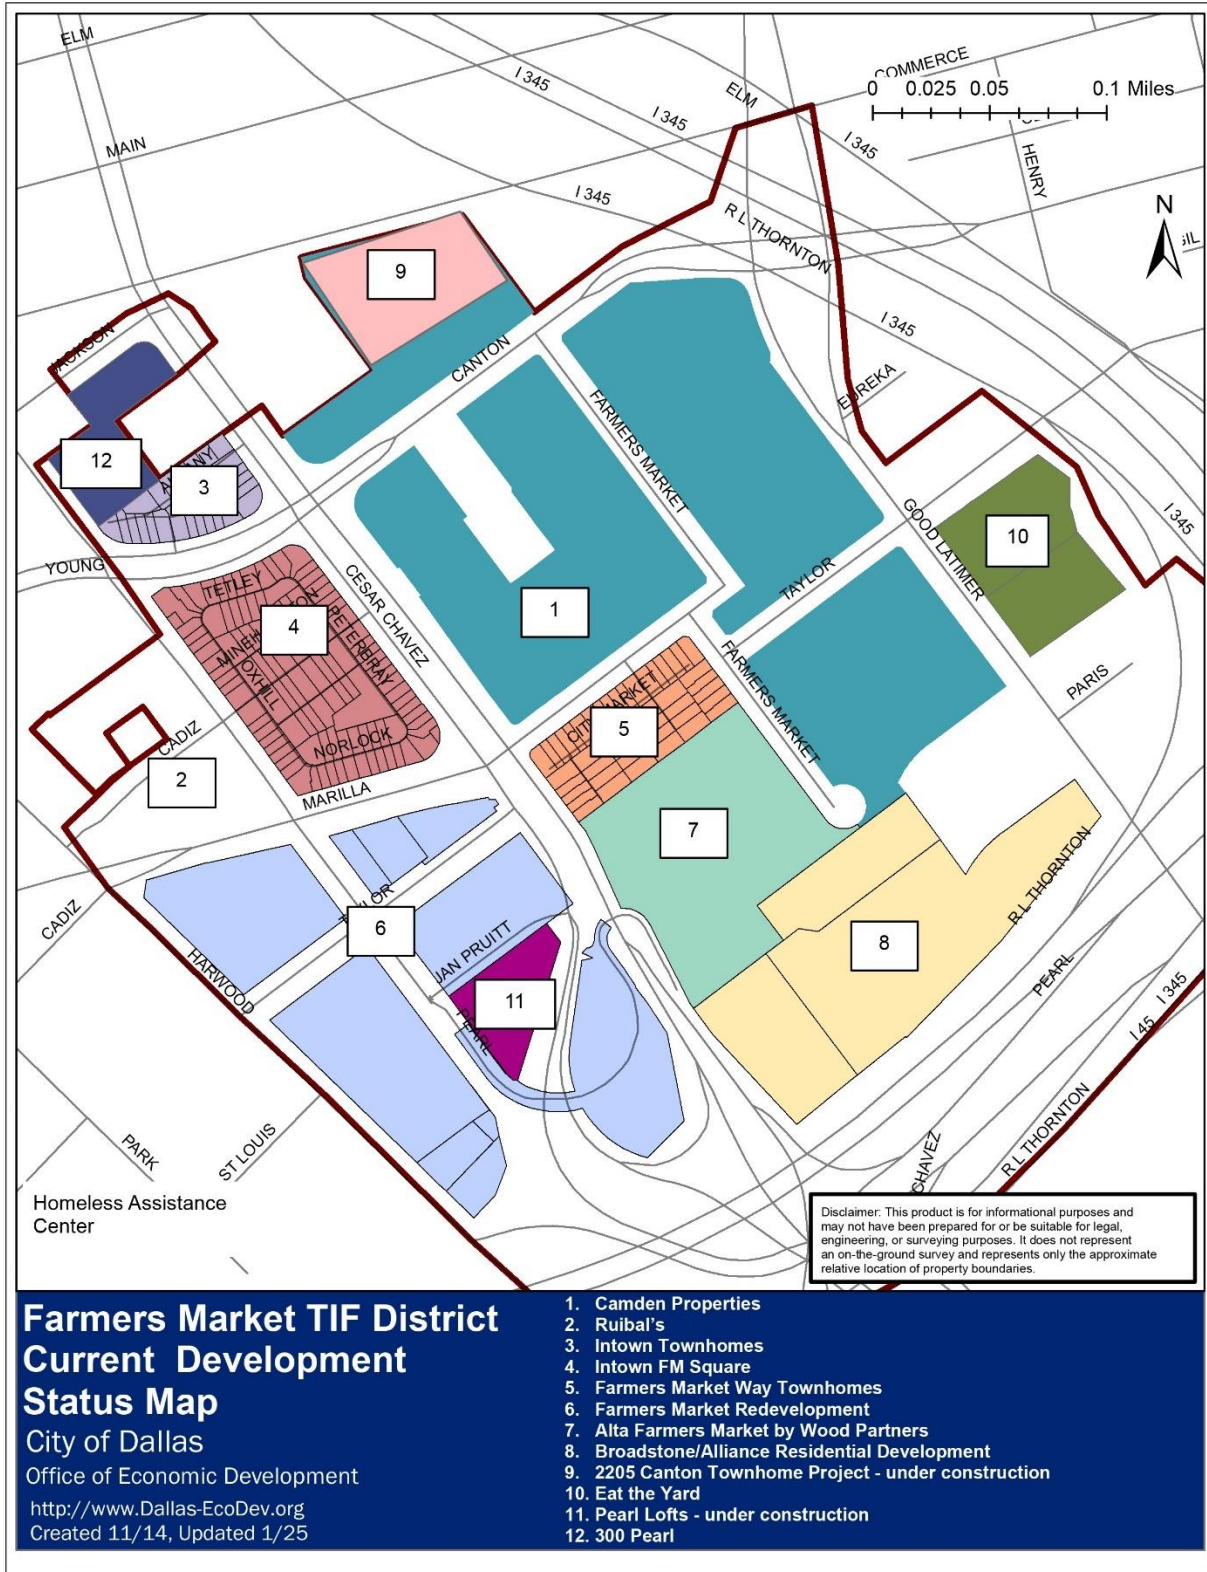 ELM
COMMERCE
I 345
ELM
0 0.025 0.05 0.1 Miles
I 345
MAIN
I 345
HENRY
I 345
R L THORNTON
N
9
I 345
JACKSON
CANTON
EUREKA
FARMERS MARKET
12
3
I 345
GOOD LATIMER
10
YOUNG
TETLEY
CESAR CHAVEZ
TAYLOR
1
4
PETERBRAY
OXHILL
FARMERS MARKET
PARIS
CITY MARKET
5
CADIZ
NORLOCK
2
MARILLA
7
R L THORNTON
CADIZ
6
JAN PRUITT
8
HARWOOD
11
PEARL
PEARL
I 345
I 45
PARK
ST LOUIS
CHAVEZ
R L THORNTON
Homeless Assistance
Center
Disclaimer: This product is for informational purposes and
may not have been prepared for or be suitable for legal,
engineering, or surveying purposes. It does not represent
an on-the-ground survey and represents only the approximate
relative location of property boundaries.
Farmers Market TIF District
Current Development
Status Map
City of Dallas
Office of Economic Development
http://www.Dallas-EcoDev.org
Created 11/14, Updated 1/25
1. Camden Properties
2. Ruibal's
3. Intown Townhomes
4. Intown FM Square
5. Farmers Market Way Townhomes
6. Farmers Market Redevelopment
7. Alta Farmers Market by Wood Partners
8. Broadstone/Alliance Residential Development
9. 2205 Canton Townhome Project - under construction
10. Eat the Yard
11. Pearl Lofts - under construction
12. 300 Pearl